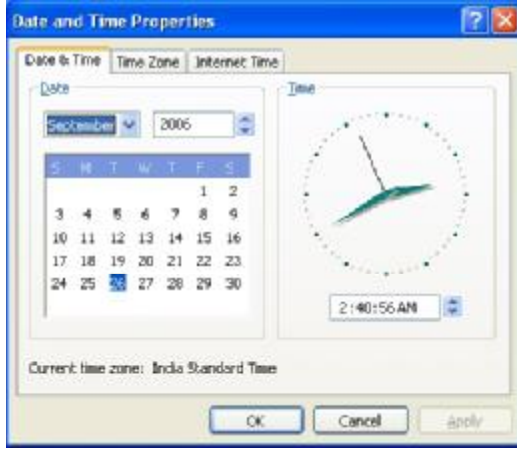 Date and Time Properties
Date & Time Time Zone Internet Time
Date
Time
September 2006
S M T W T F S
1 2
3 4 5 6 7 8 9
10 11 12 13 14 15 16
17 18 19 20 21 22 23
24 25 26 27 28 29 30
2:40:56 AM
Current time zone: India Standard Time
OK Cancel Apply